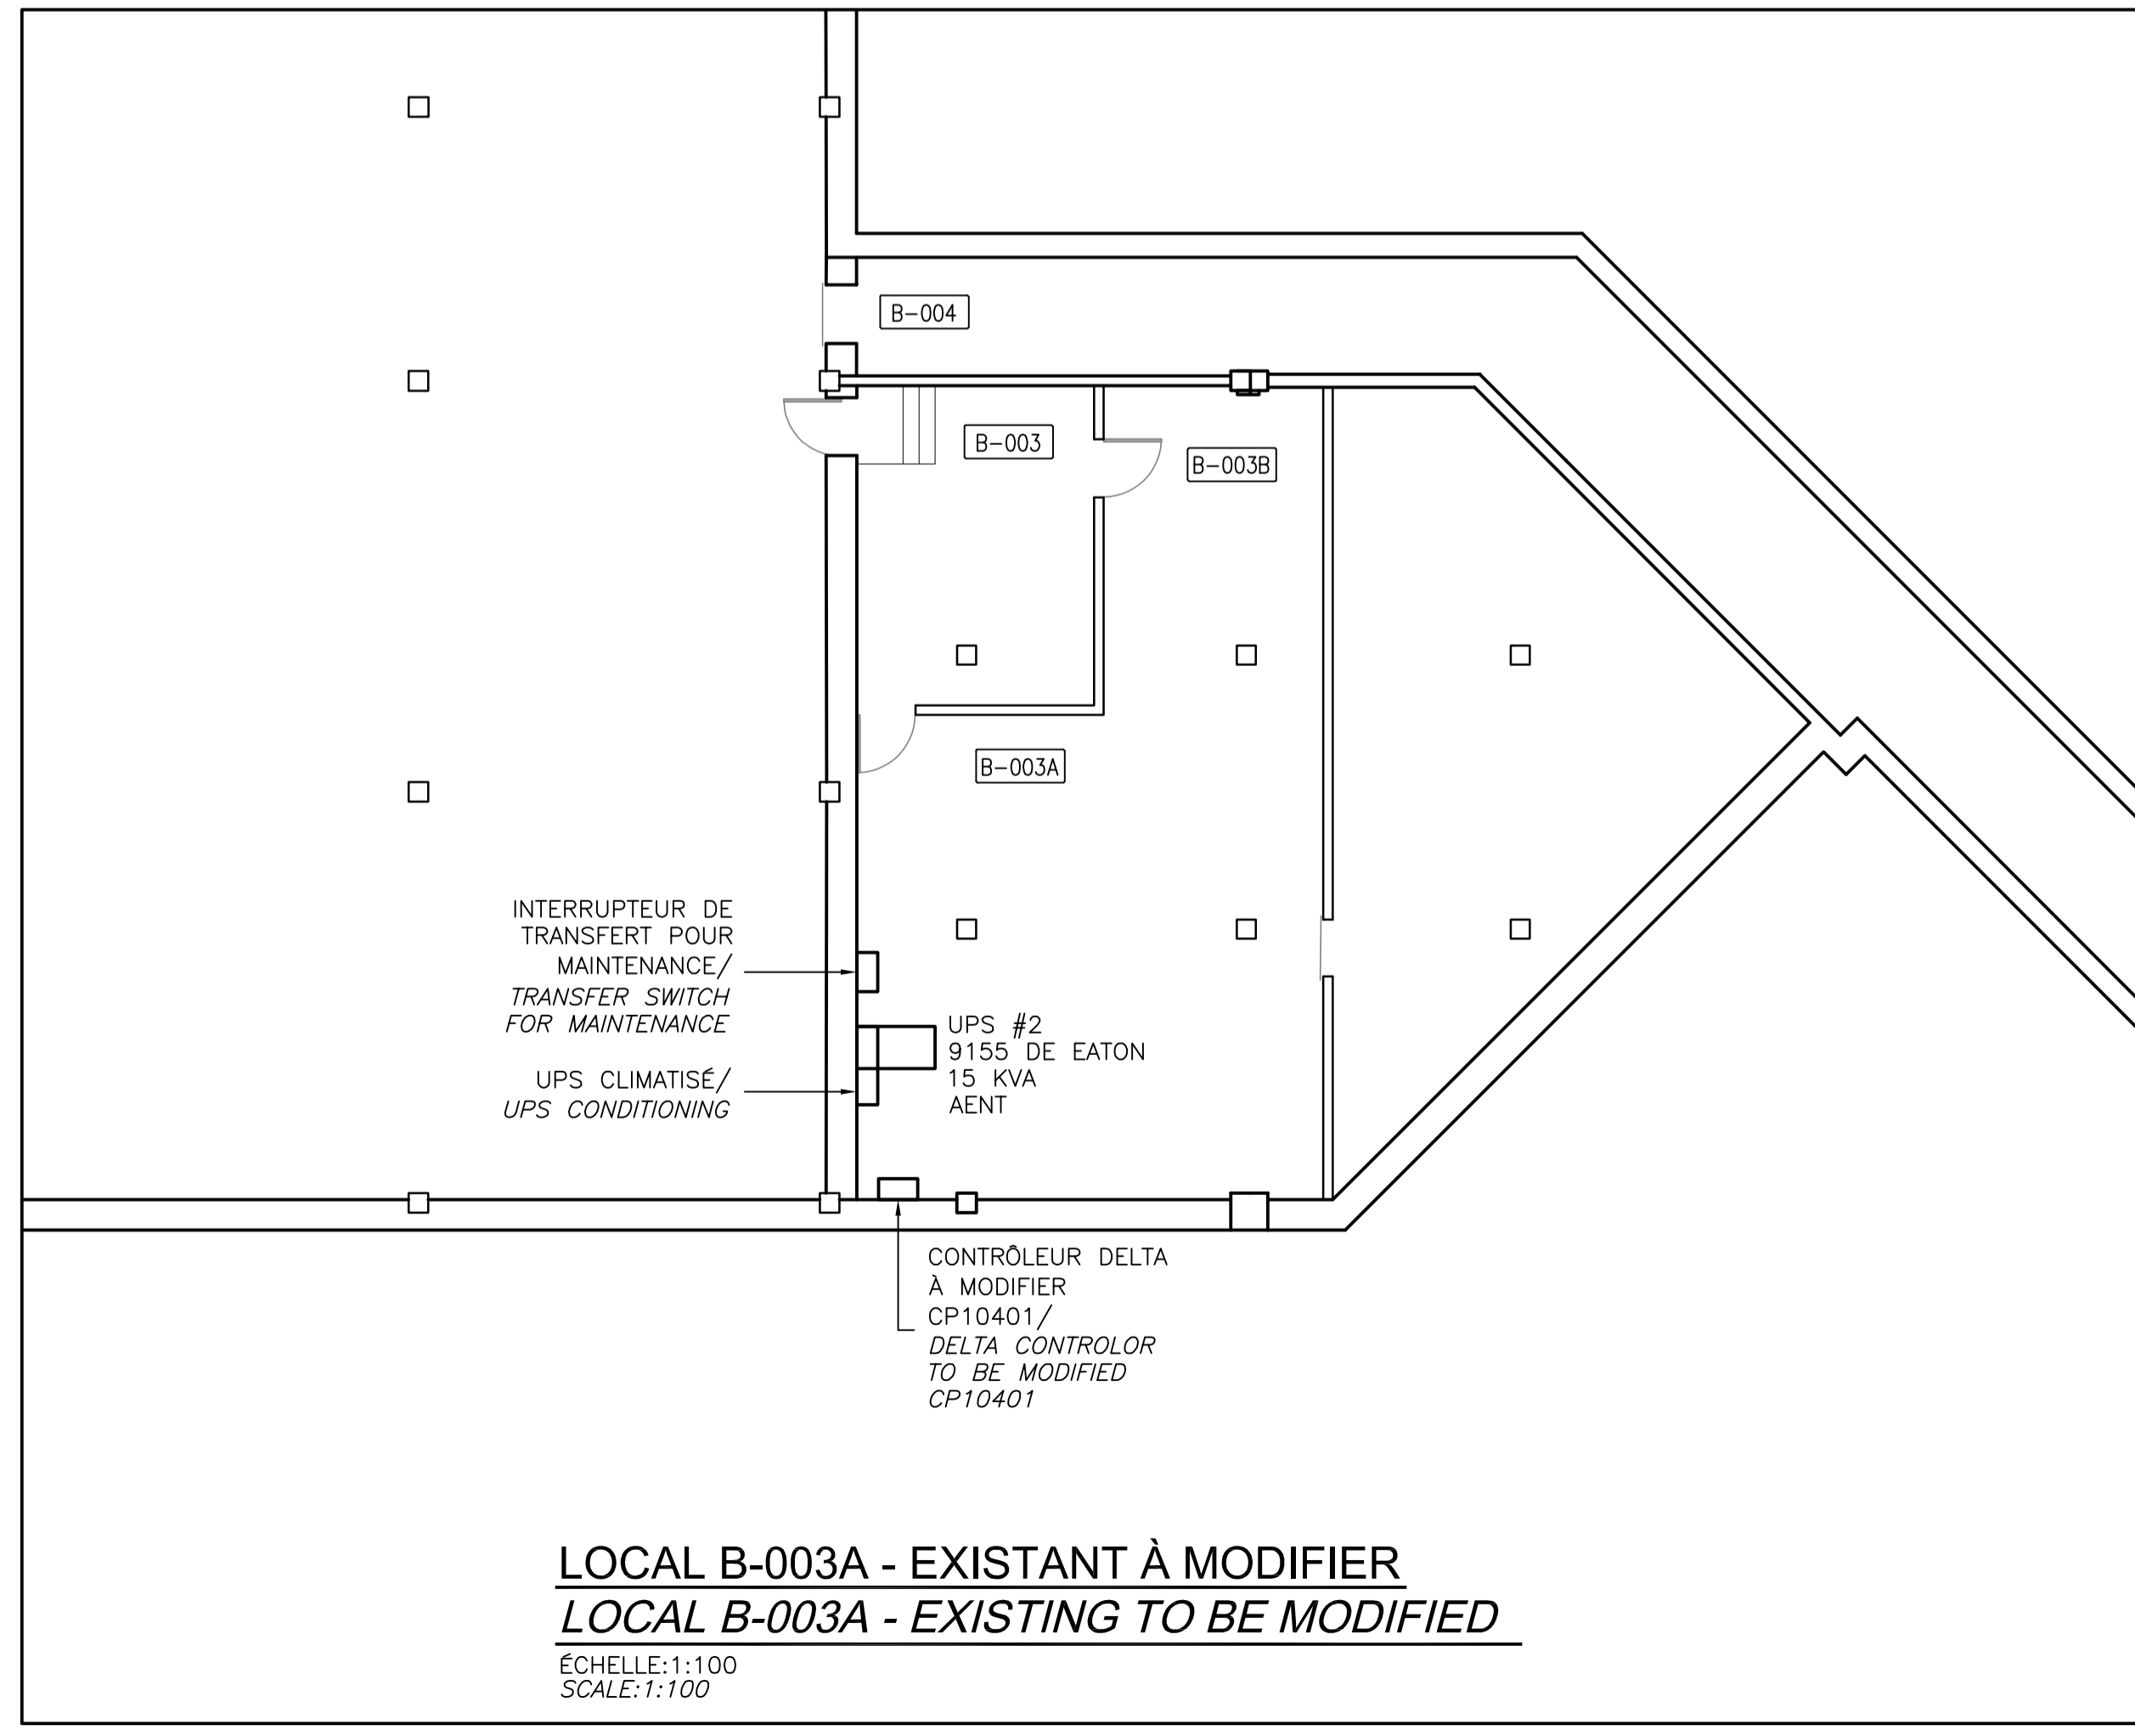 B-004
B-003
B-003B
B-003A
INTERRUPTEUR DE
TRANSFERT POUR
MAINTENANCE/
TRANSFER SWITCH
FOR MAINTENANCE
UPS CLIMATISÉ/
UPS CONDITIONING
UPS #2
9155 DE EATON
15 KVA
AENT
CONTRÔLEUR DELTA
À MODIFIER
CP10401/
DELTA CONTROLOR
TO BE MODIFIED
CP10401
LOCAL B-003A - EXISTANT À MODIFIER
LOCAL B-003A - EXISTING TO BE MODIFIED
ÉCHELLE:1:100
SCALE:1:100